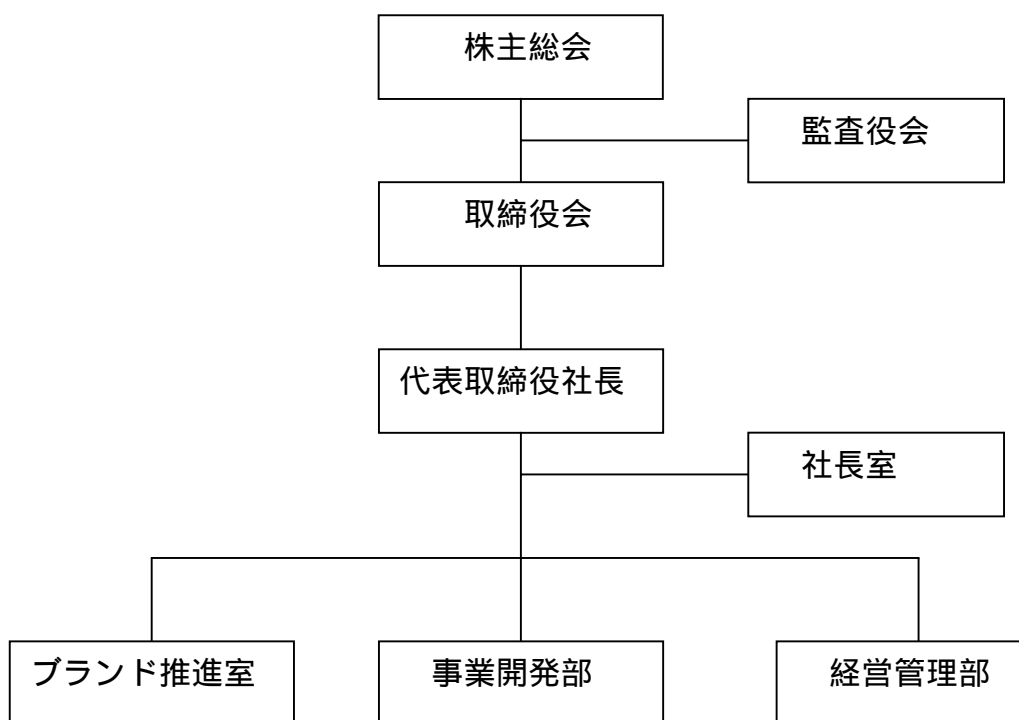 株主総会
監査役会
取締役会
代表取締役社長
社長室
ブランド推進室
事業開発部
経営管理部